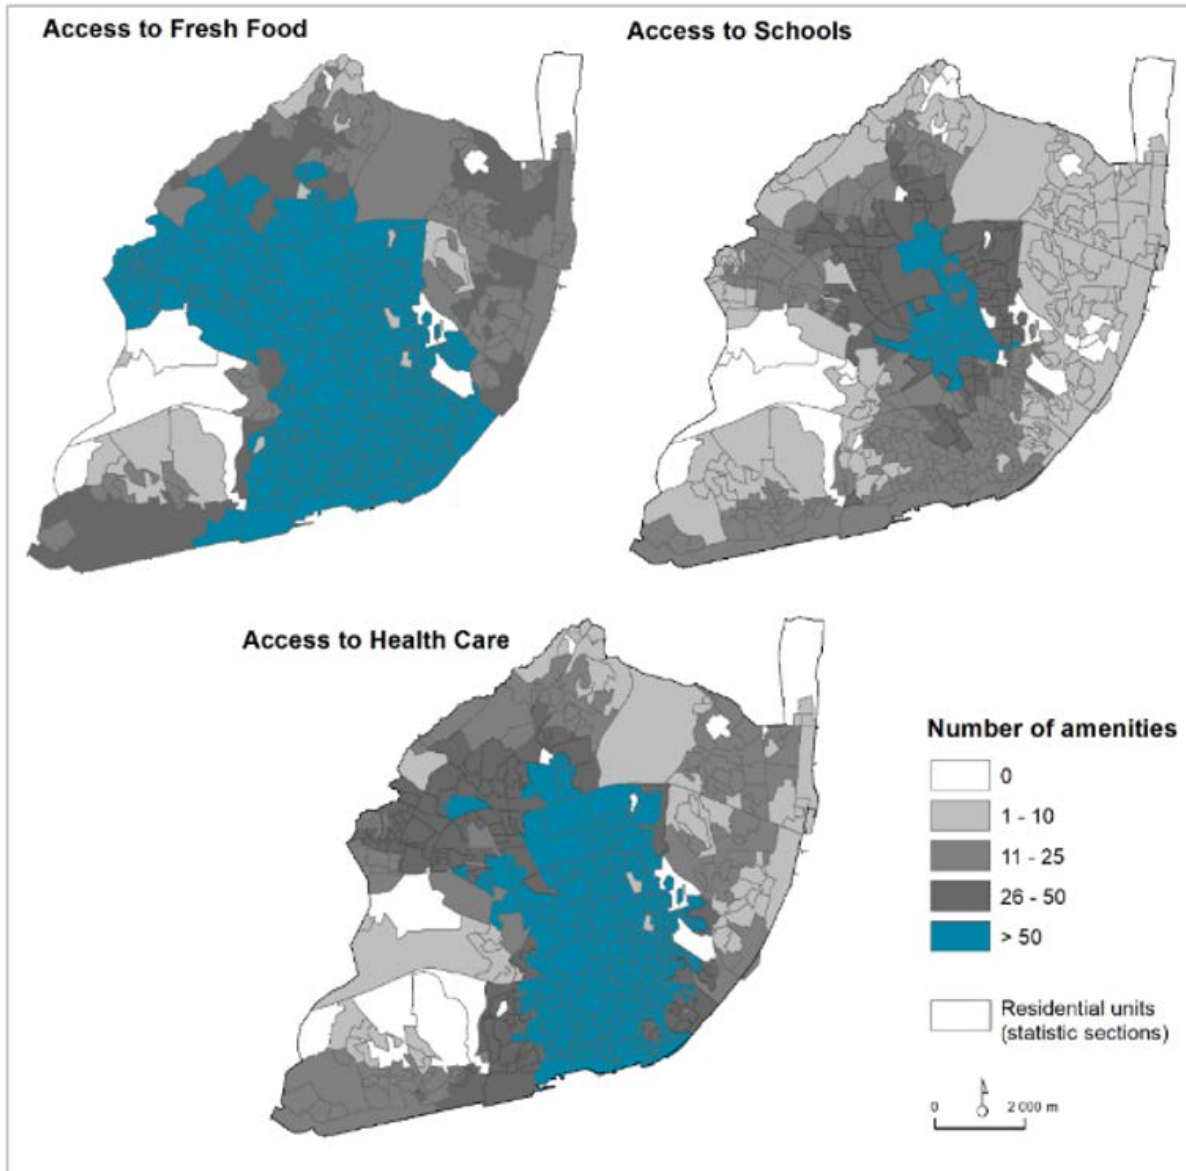 Access to Fresh Food
Access to Schools
Access to Health Care
Number of amenities
0
1 - 10
11 - 25
26 - 50
> 50
Residential units
(statistic sections)
0 2 000 m